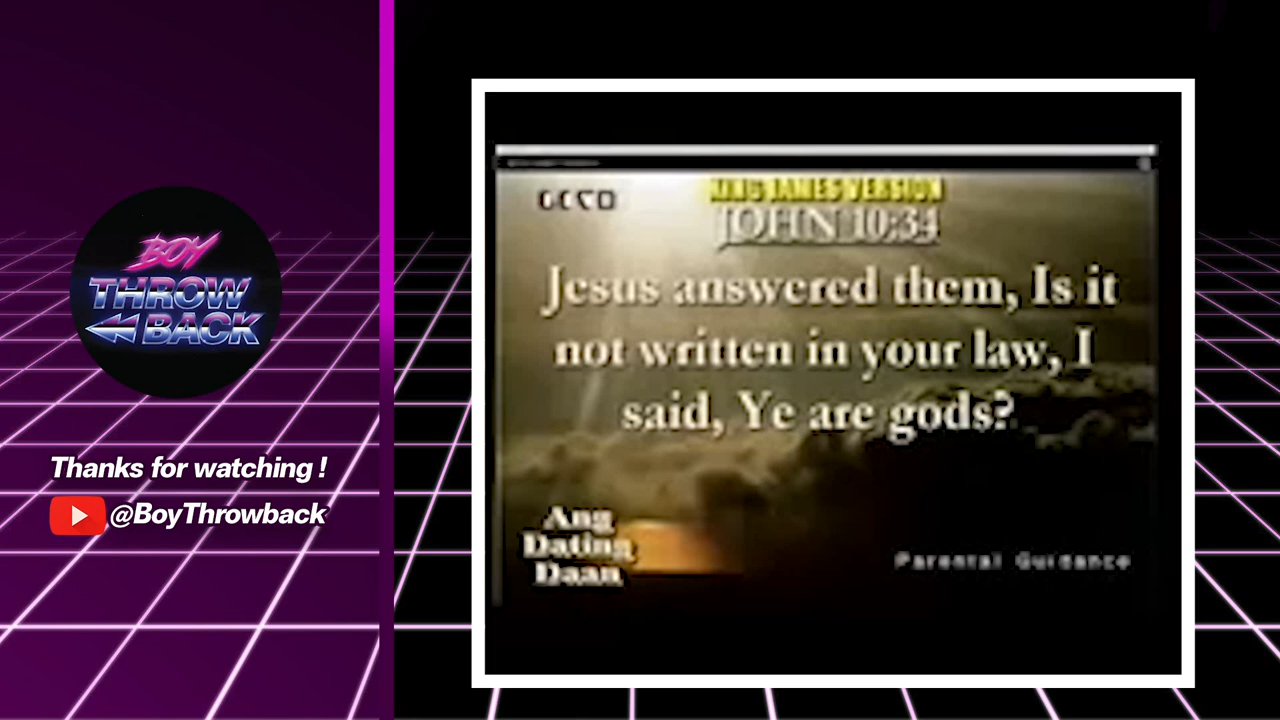 BOY
THROW
BACK
Thanks for watching !
@BoyThrowback
KING JAMES VERSION
JOHN 10:34
Jesus answered them, Is it
not written in your law, I
said, Ye are gods?
Ang
Dating
Daan
Parental Guidance